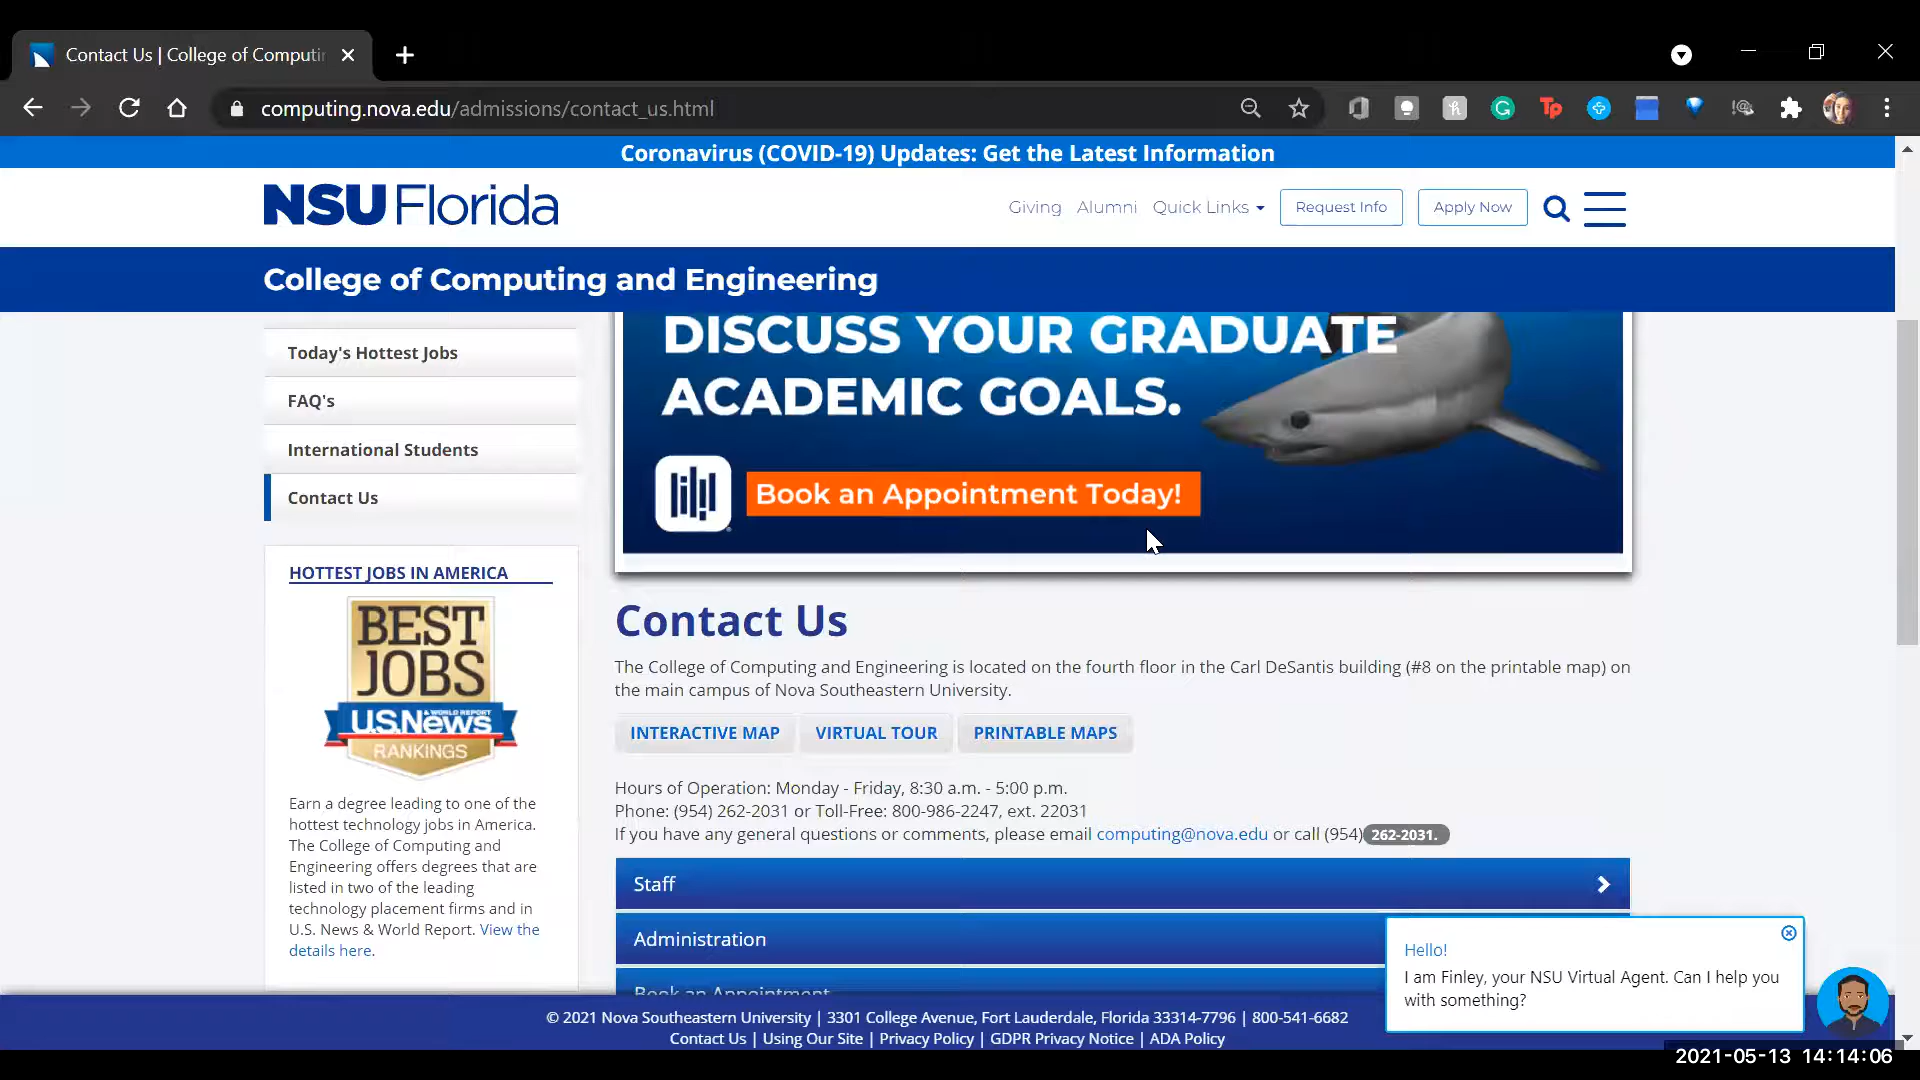 Contact Us | College of Computin
computing.nova.edu/admissions/contact_us.html
Coronavirus (COVID-19) Updates: Get the Latest Information
NSU Florida
Giving Alumni Quick Links Request Info Apply Now
College of Computing and Engineering
Today's Hottest Jobs
FAQ's
International Students
Contact Us
HOTTEST JOBS IN AMERICA
BEST
JOBS
U.S.News
& WORLD REPORT
RANKINGS
Earn a degree leading to one of the
hottest technology jobs in America.
The College of Computing and
Engineering offers degrees that are
listed in two of the leading
technology placement firms and in
U.S. News & World Report. View the
details here.
DISCUSS YOUR GRADUATE
ACADEMIC GOALS.
Book an Appointment Today!
Contact Us
The College of Computing and Engineering is located on the fourth floor in the Carl DeSantis building (#8 on the printable map) on
the main campus of Nova Southeastern University.
INTERACTIVE MAP VIRTUAL TOUR PRINTABLE MAPS
Hours of Operation: Monday - Friday, 8:30 a.m. - 5:00 p.m.
Phone: (954) 262-2031 or Toll-Free: 800-986-2247, ext. 22031
If you have any general questions or comments, please email computing@nova.edu or call (954) 262-2031.
Staff
Administration
Book an Appointment
Hello!
I am Finley, your NSU Virtual Agent. Can I help you
with something?
© 2021 Nova Southeastern University | 3301 College Avenue, Fort Lauderdale, Florida 33314-7796 | 800-541-6682
Contact Us | Using Our Site | Privacy Policy | GDPR Privacy Notice | ADA Policy
2021-05-13 14:14:06